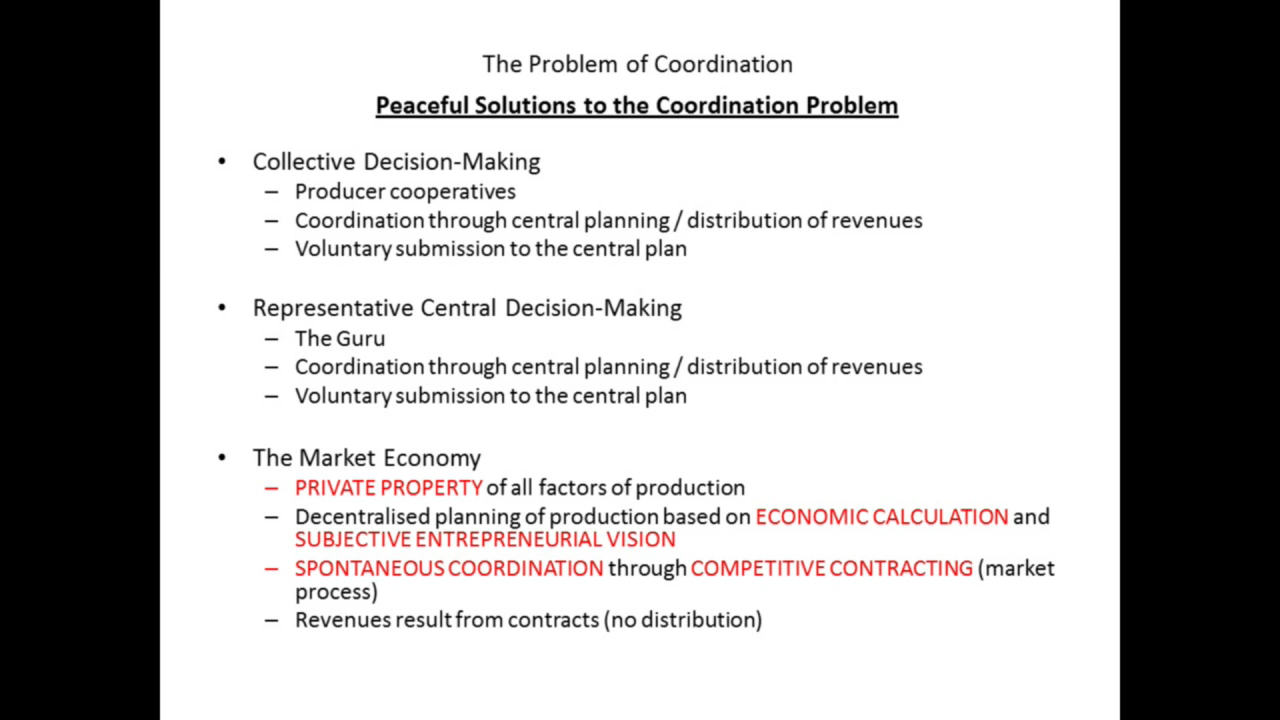 The Problem of Coordination
Peaceful Solutions to the Coordination Problem
• Collective Decision-Making
– Producer cooperatives
– Coordination through central planning / distribution of revenues
– Voluntary submission to the central plan
• Representative Central Decision-Making
– The Guru
– Coordination through central planning / distribution of revenues
– Voluntary submission to the central plan
• The Market Economy
– PRIVATE PROPERTY of all factors of production
– Decentralised planning of production based on ECONOMIC CALCULATION and
SUBJECTIVE ENTREPRENEURIAL VISION
– SPONTANEOUS COORDINATION through COMPETITIVE CONTRACTING (market
process)
– Revenues result from contracts (no distribution)